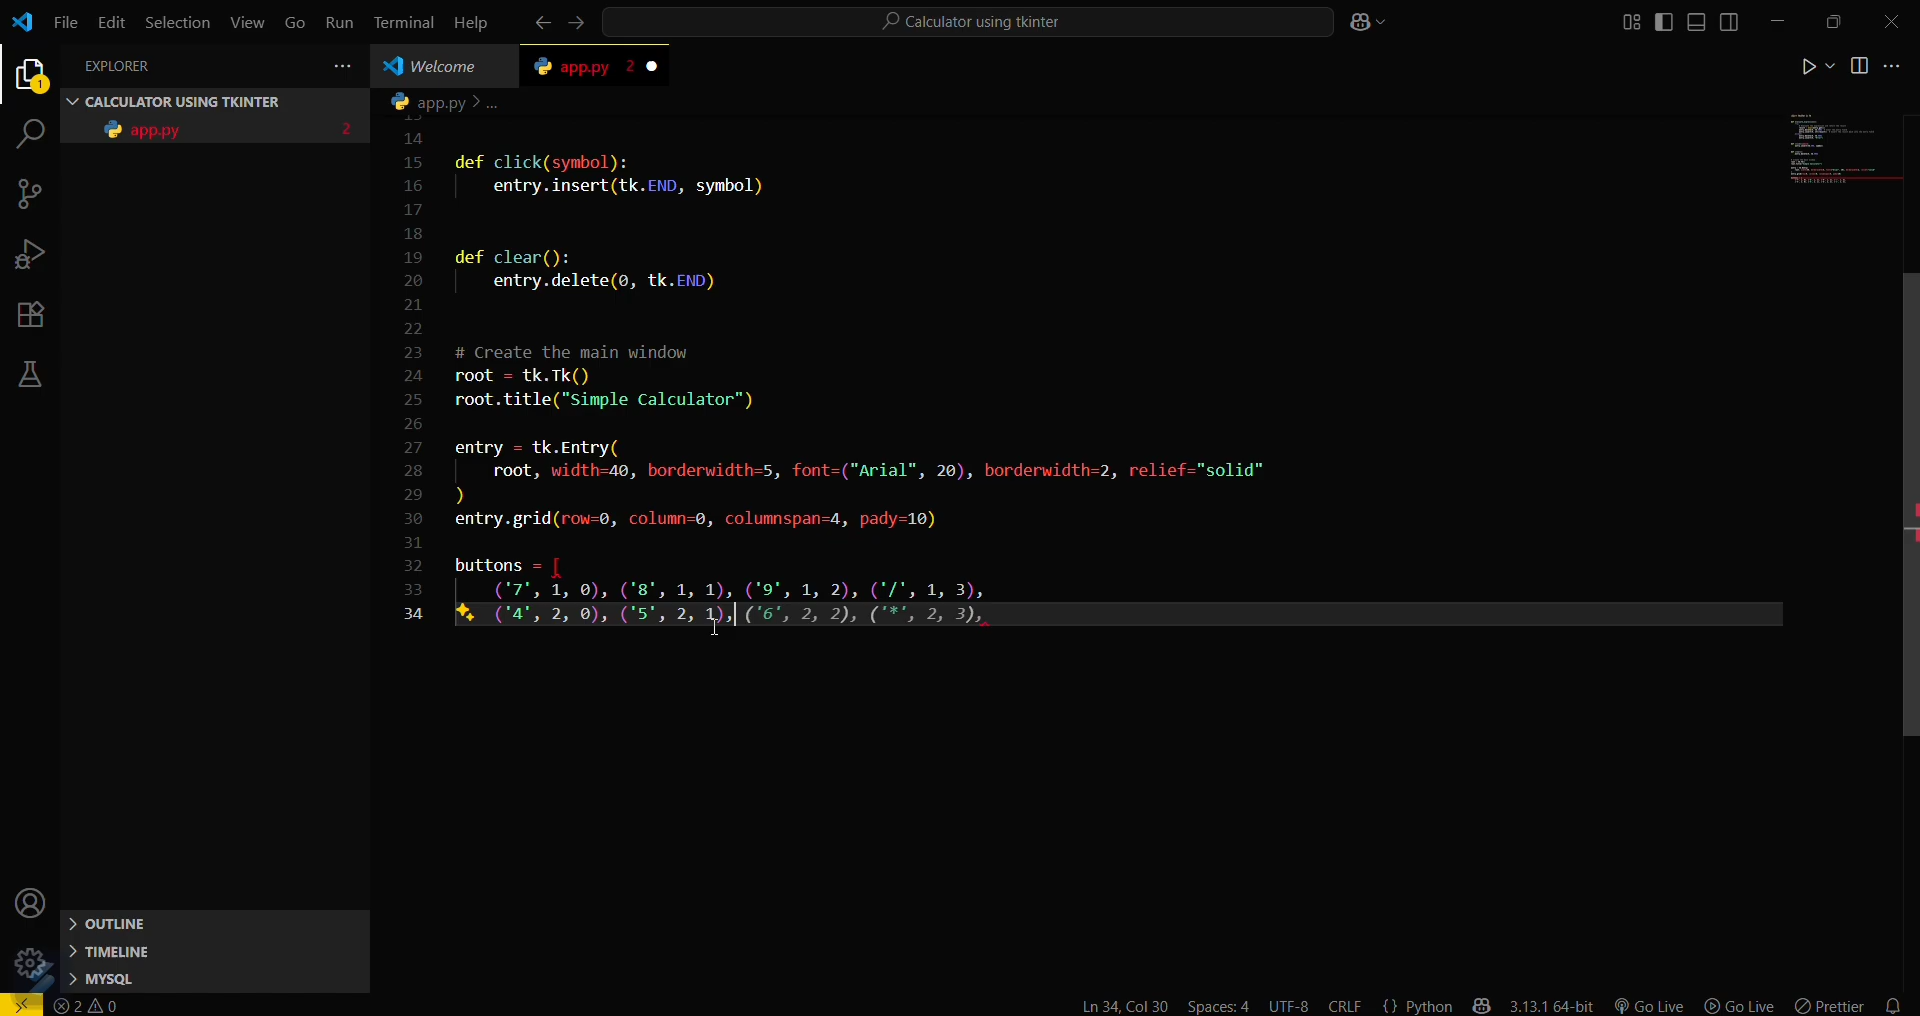 File Edit Selection View Go Run Terminal Help
Calculator using tkinter
1
EXPLORER
CALCULATOR USING TKINTER
app.py 2
Welcome
app.py 2
app.py > ...
14
15 def click(symbol):
16 entry.insert(tk.END, symbol)
17
18
19 def clear():
20 entry.delete(0, tk.END)
21
22
23 # Create the main window
24 root = tk.Tk()
25 root.title("Simple Calculator")
26
27 entry = tk.Entry(
28 root, width=40, borderwidth=5, font=("Arial", 20), borderwidth=2, relief="solid"
29 )
30 entry.grid(row=0, column=0, columnspan=4, pady=10)
31
32 buttons = [
33 ('7', 1, 0), ('8', 1, 1), ('9', 1, 2), ('/', 1, 3),
34 ('4', 2, 0), ('5', 2, 1), ('6', 2, 2), ('*', 2, 3),
OUTLINE
TIMELINE
MYSQL
2 0
Ln 34, Col 30 Spaces: 4 UTF-8 CRLF {} Python 3.13.1 64-bit Go Live Go Live Prettier